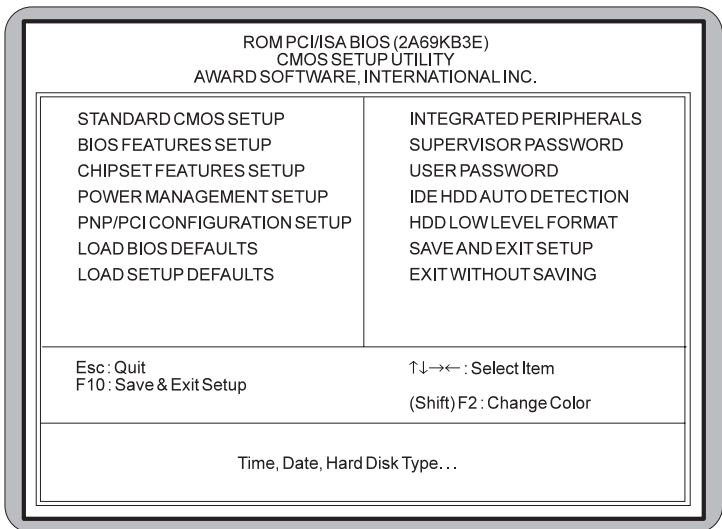 ROM PCI/ISA BIOS (2A69KB3E)
CMOS SETUP UTILITY
AWARD SOFTWARE, INTERNATIONAL INC.
STANDARD CMOS SETUP
BIOS FEATURES SETUP
CHIPSET FEATURES SETUP
POWER MANAGEMENT SETUP
PNP/PCI CONFIGURATION SETUP
LOAD BIOS DEFAULTS
LOAD SETUP DEFAULTS
INTEGRATED PERIPHERALS
SUPERVISOR PASSWORD
USER PASSWORD
IDE HDD AUTO DETECTION
HDD LOW LEVEL FORMAT
SAVE AND EXIT SETUP
EXIT WITHOUT SAVING
Esc : Quit
F10 : Save & Exit Setup
↑↓→← : Select Item
(Shift) F2 : Change Color
Time, Date, Hard Disk Type...